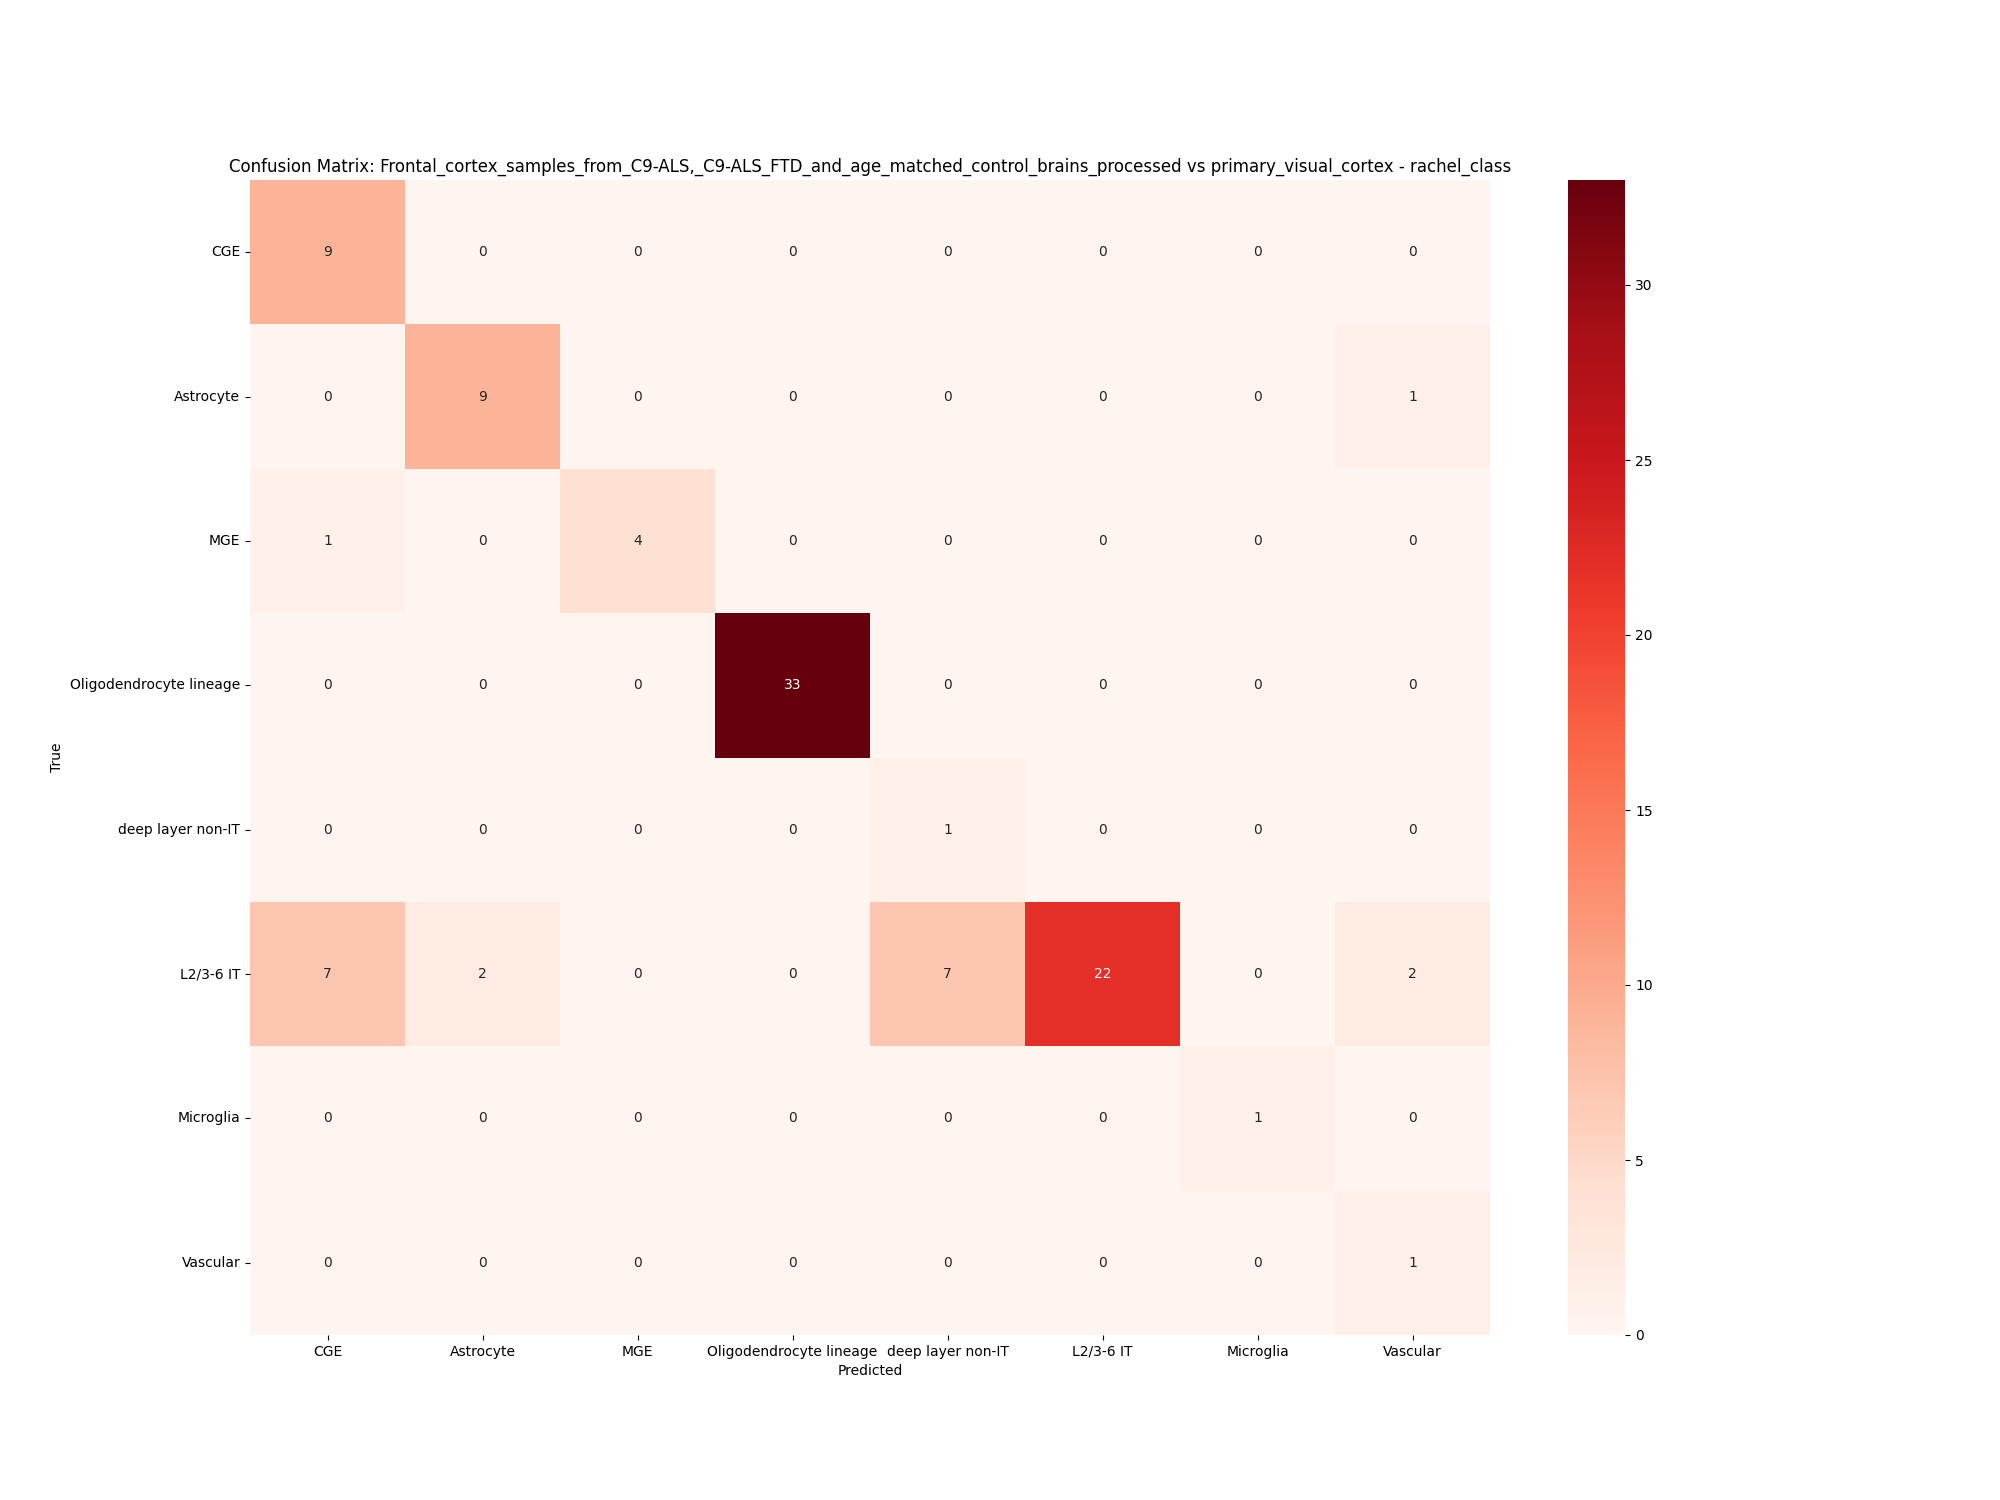 Confusion Matrix: Frontal_cortex_samples_from_C9-ALS,_C9-ALS_FTD_and_age_matched_control_brains_processed vs primary_visual_cortex - rachel_class
CGE 9 0 0 0 0 0 0 0
Astrocyte 0 9 0 0 0 0 0 1
MGE 1 0 4 0 0 0 0 0
Oligodendrocyte lineage 0 0 0 33 0 0 0 0
True
deep layer non-IT 0 0 0 0 1 0 0 0
L2/3-6 IT 7 2 0 0 7 22 0 2
Microglia 0 0 0 0 0 0 1 0
Vascular 0 0 0 0 0 0 0 1
CGE Astrocyte MGE Oligodendrocyte lineage deep layer non-IT L2/3-6 IT Microglia Vascular
Predicted
30
25
20
15
10
5
0